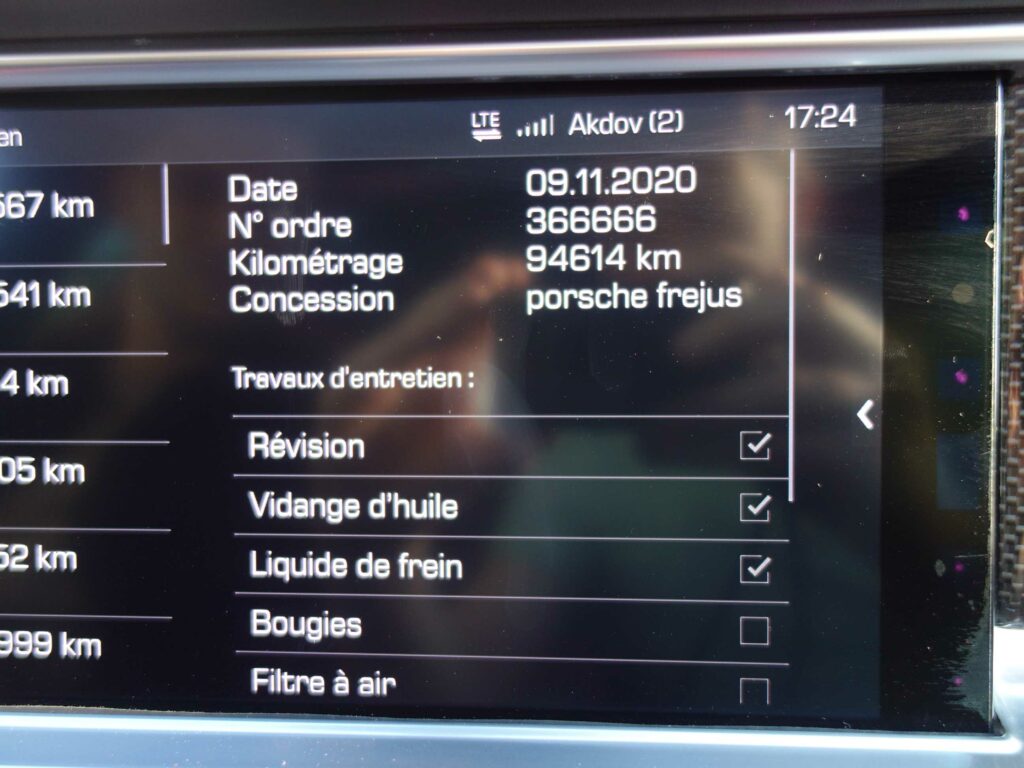 LTE Akdov (2) 17:24
667 km
541 km
4 km
05 km
52 km
999 km
Date 09.11.2020
N° ordre 366666
Kilométrage 94614 km
Concession porsche frejus
Travaux d'entretien :
Révision
Vidange d'huile
Liquide de frein
Bougies
Filtre à air